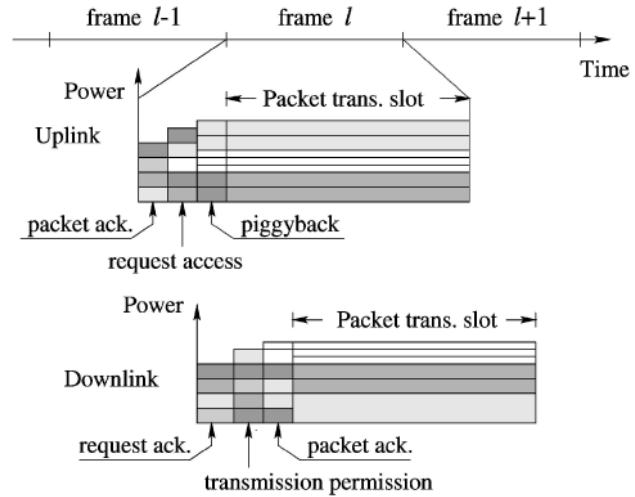 frame l-1 frame l frame l+1
Time
Power
Packet trans. slot
Uplink
packet ack. piggyback
request access
Power
Packet trans. slot
Downlink
request ack. packet ack.
transmission permission